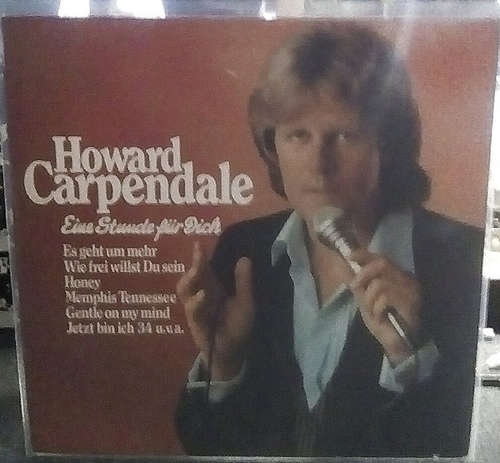 Howard
Carpendale
Eine Stunde für Dich
Es geht um mehr
Wie frei willst Du sein
Honey
Memphis Tennessee
Gentle on my mind
Jetzt bin ich 34 u.v.a.